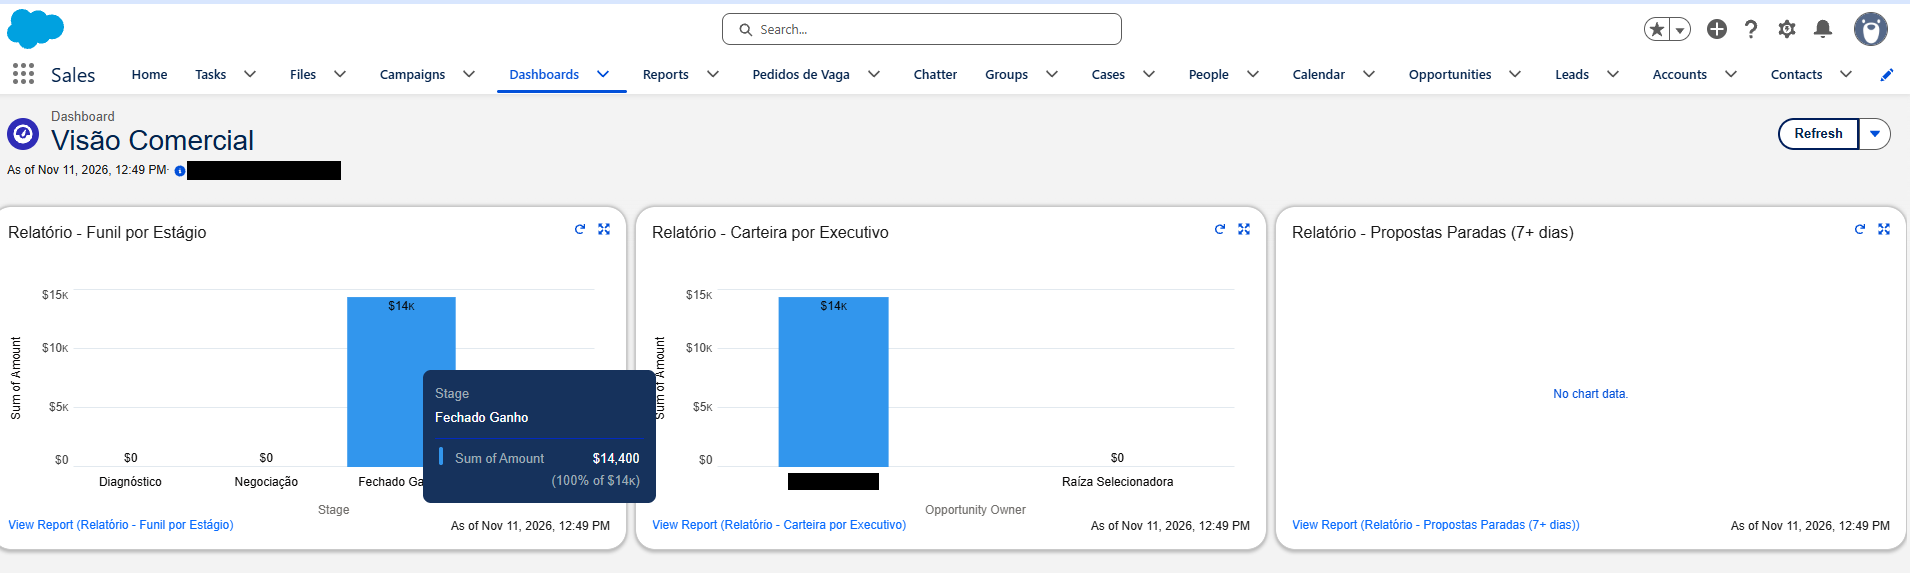 Search...
Sales
Home
Tasks
Files
Campaigns
Dashboards
Reports
Pedidos de Vaga
Chatter
Groups
Cases
People
Calendar
Opportunities
Leads
Accounts
Contacts
Dashboard
Visão Comercial
As of Nov 11, 2026, 12:49 PM·
Refresh
Relatório - Funil por Estágio
$15K
$10K
$5K
$0
Sum of Amount
$0
$0
$14K
Diagnóstico
Negociação
Fechado Ga
Stage
Stage
Fechado Ganho
Sum of Amount
$14,400
(100% of $14K)
View Report (Relatório - Funil por Estágio)
As of Nov 11, 2026, 12:49 PM
Relatório - Carteira por Executivo
$15K
$10K
$5K
$0
Sum of Amount
$14K
$0
Raíza Selecionadora
Opportunity Owner
View Report (Relatório - Carteira por Executivo)
As of Nov 11, 2026, 12:49 PM
Relatório - Propostas Paradas (7+ dias)
No chart data.
View Report (Relatório - Propostas Paradas (7+ dias))
As of Nov 11, 2026, 12:49 PM